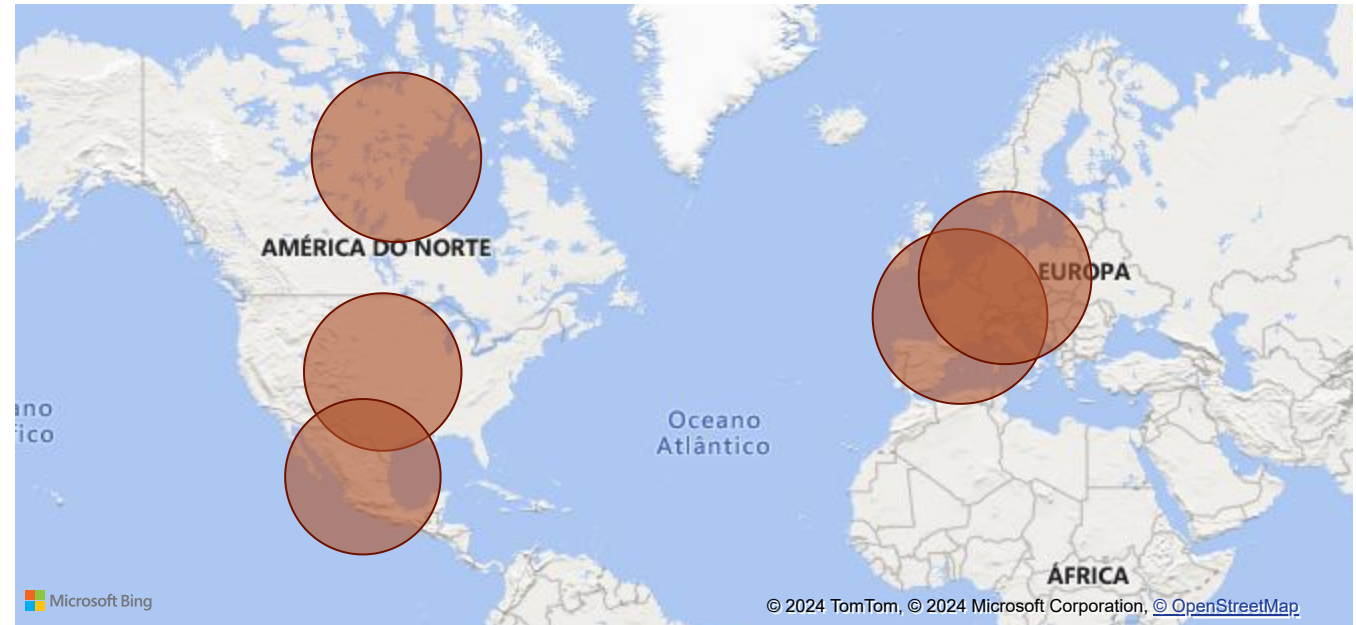 AMÉRICA DO NORTE
EUROPA
ano
fico
Oceano
Atlântico
ÁFRICA
Microsoft Bing
© 2024 TomTom, © 2024 Microsoft Corporation, © OpenStreetMap